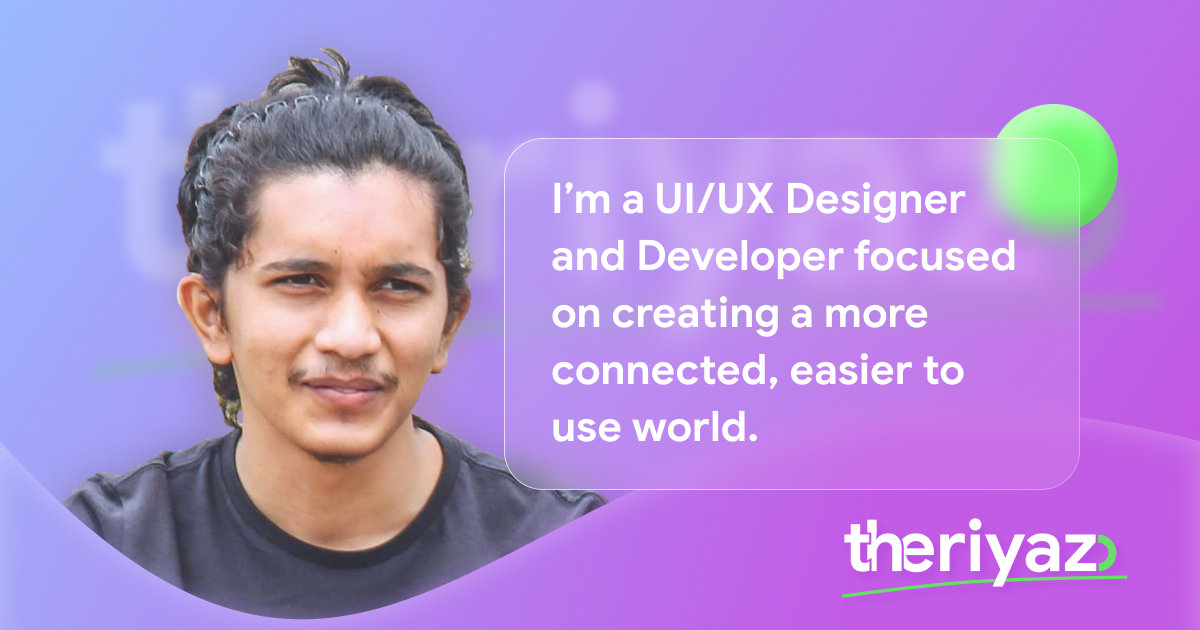 I’m a UI/UX Designer
and Developer focused
on creating a more
connected, easier to
use world.
theriyaz